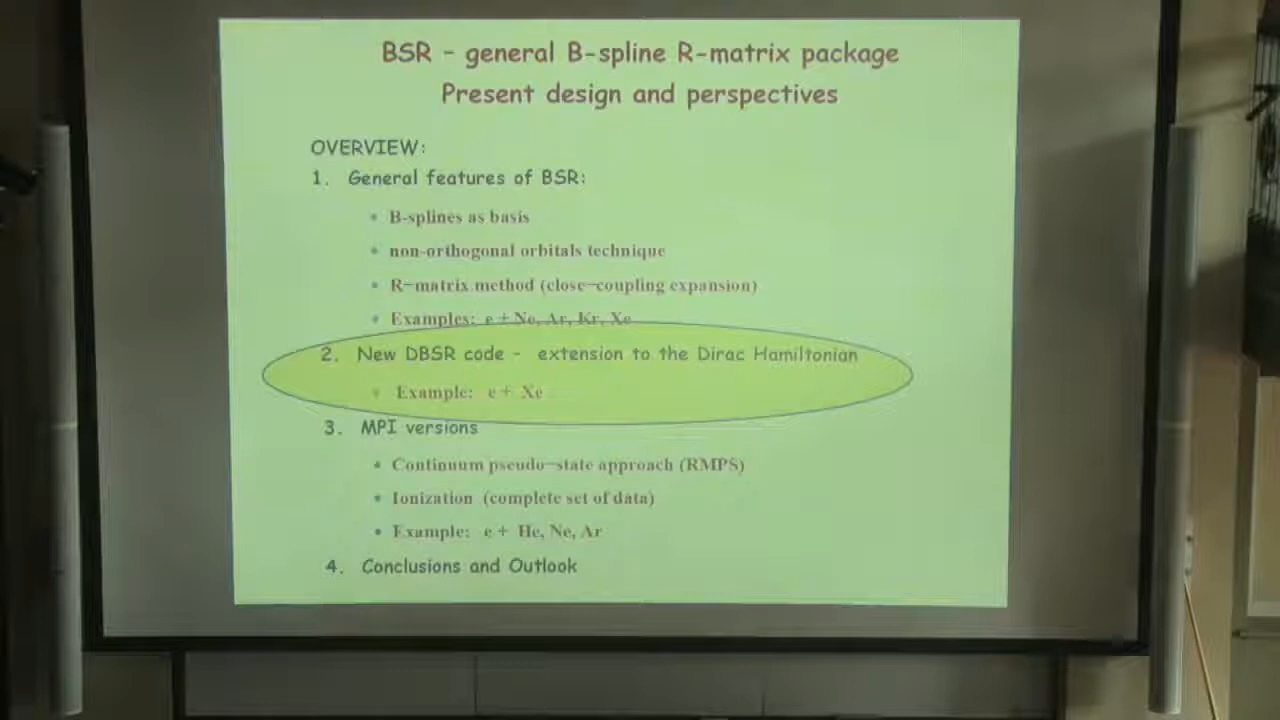 BSR - general B-spline R-matrix package
Present design and perspectives
OVERVIEW:
1. General features of BSR:
• B-splines as basis
• non-orthogonal orbitals technique
• R-matrix method (close-coupling expansion)
• Examples: e + Ne, Ar, Kr, Xe
2. New DBSR code - extension to the Dirac Hamiltonian
• Example: e + Xe
3. MPI versions
• Continuum pseudo-state approach (RMPS)
• Ionization (complete set of data)
• Example: e + He, Ne, Ar
4. Conclusions and Outlook